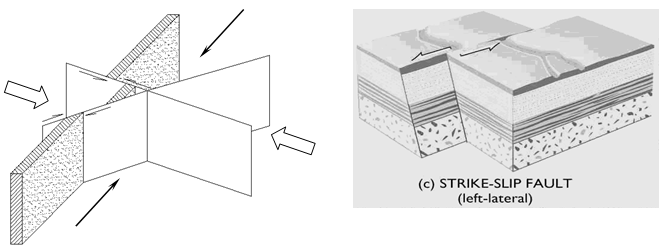 (c) STRIKE-SLIP FAULT
(left-lateral)